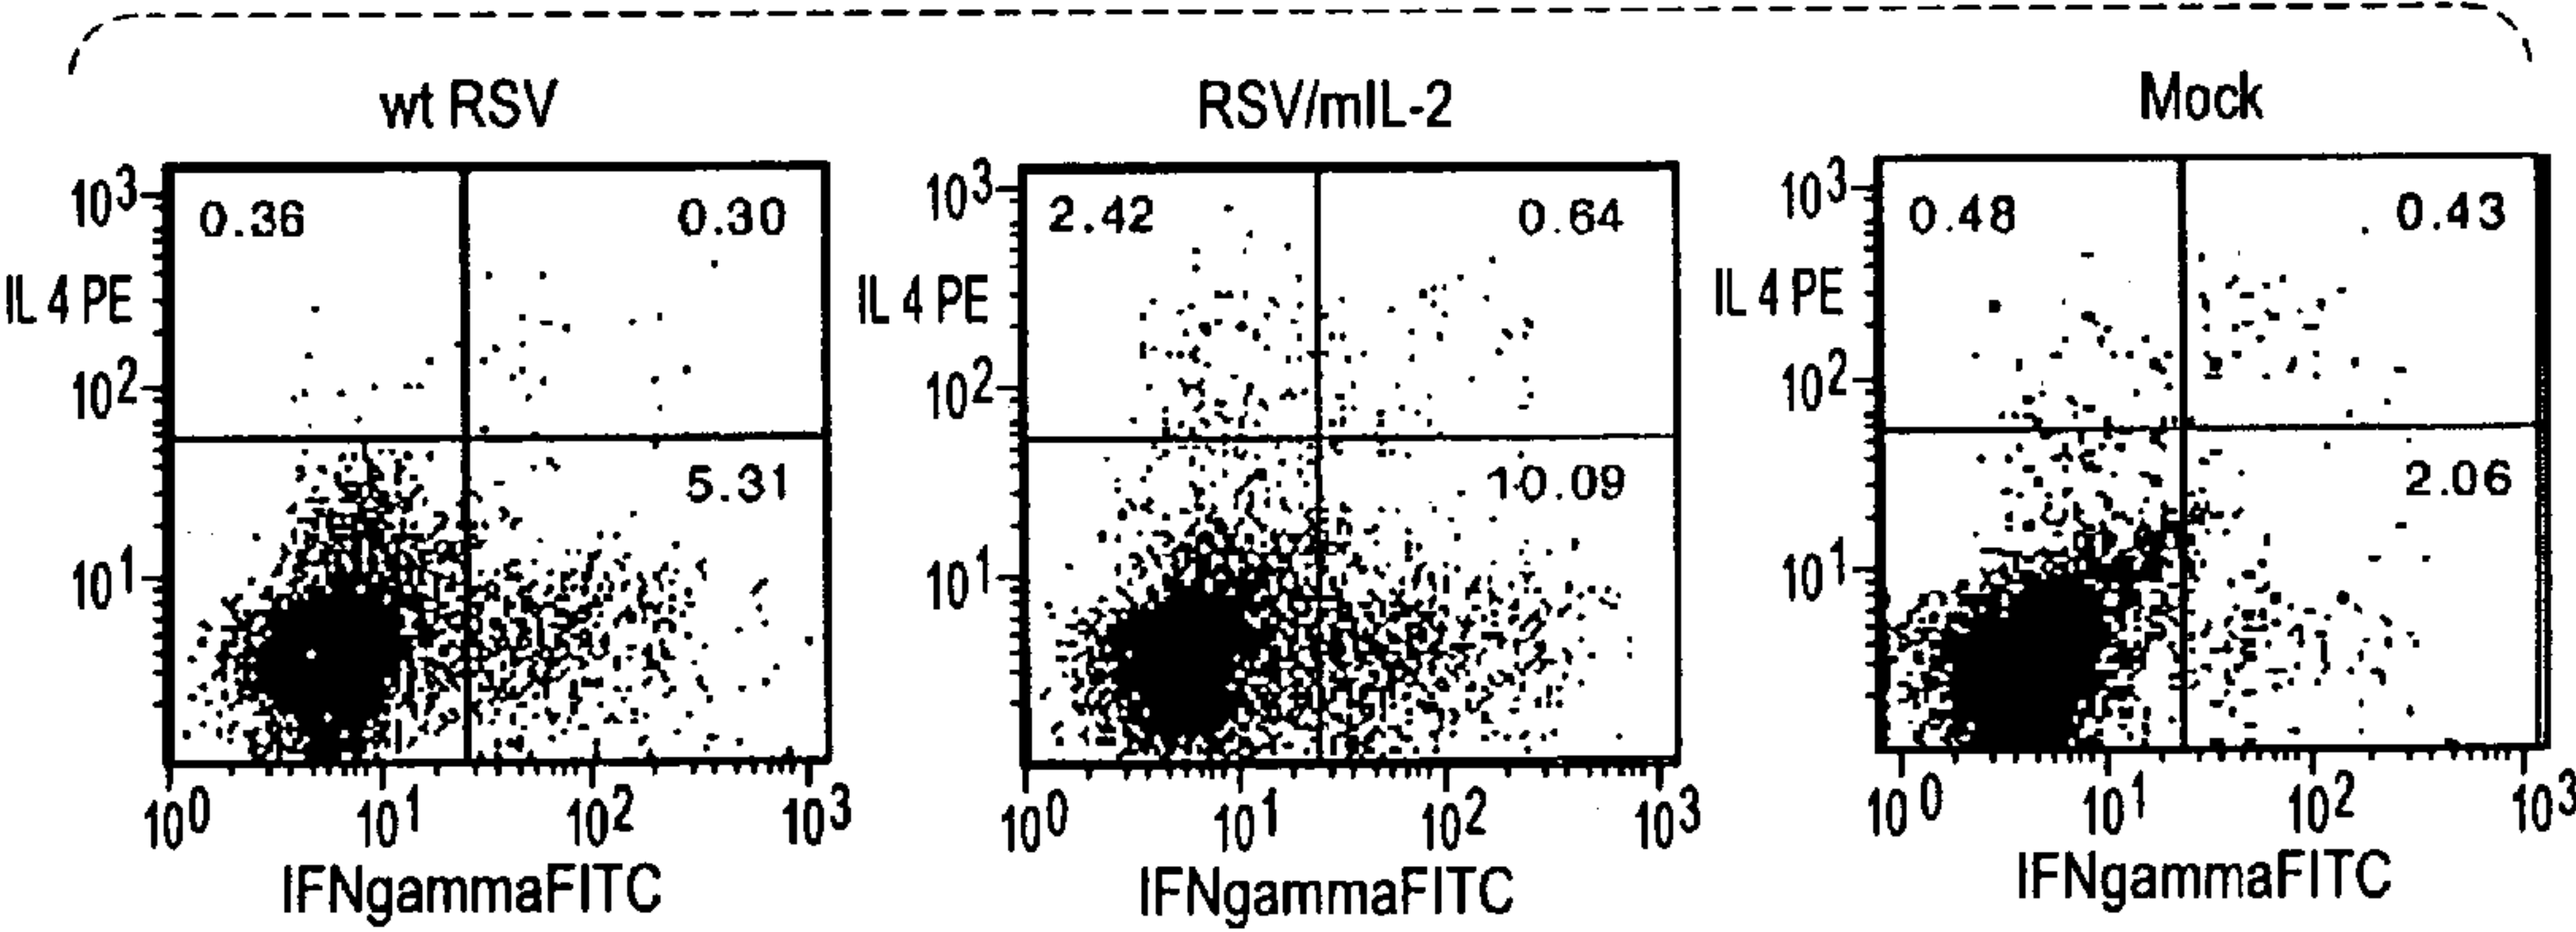 wt RSV
10³
IL 4 PE
10²
10¹
0.36
0.30
5.31
10⁰ 10¹ 10² 10³
IFNgammaFITC
RSV/mIL-2
10³
IL 4 PE
10²
10¹
2.42
0.64
10.09
10⁰ 10¹ 10² 10³
IFNgammaFITC
Mock
10³
IL 4 PE
10²
10¹
0.48
0.43
2.06
10⁰ 10¹ 10² 10³
IFNgammaFITC